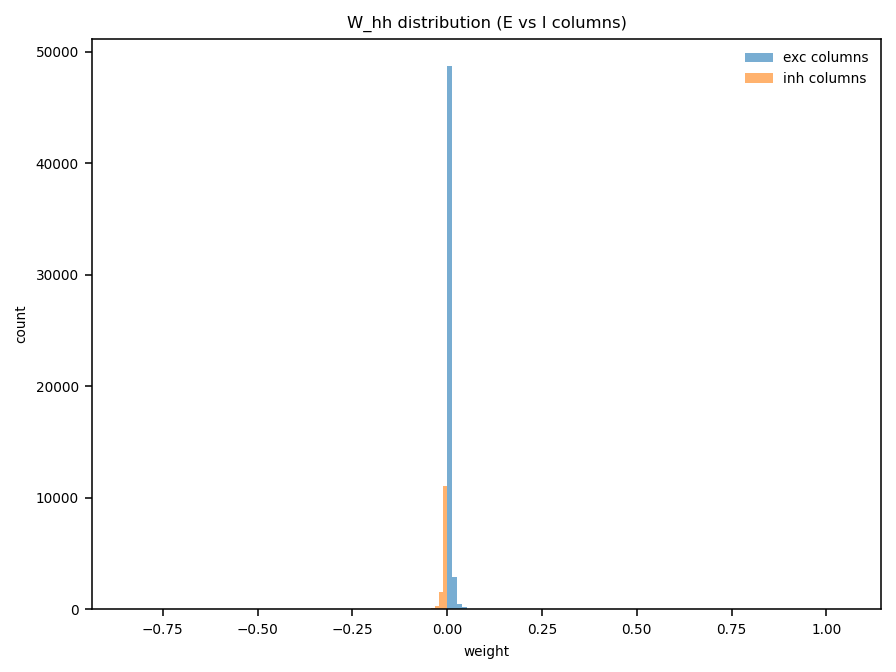 W_hh distribution (E vs I columns)
exc columns
inh columns
50000
40000
30000
20000
10000
0
count
−0.75 −0.50 −0.25 0.00 0.25 0.50 0.75 1.00
weight